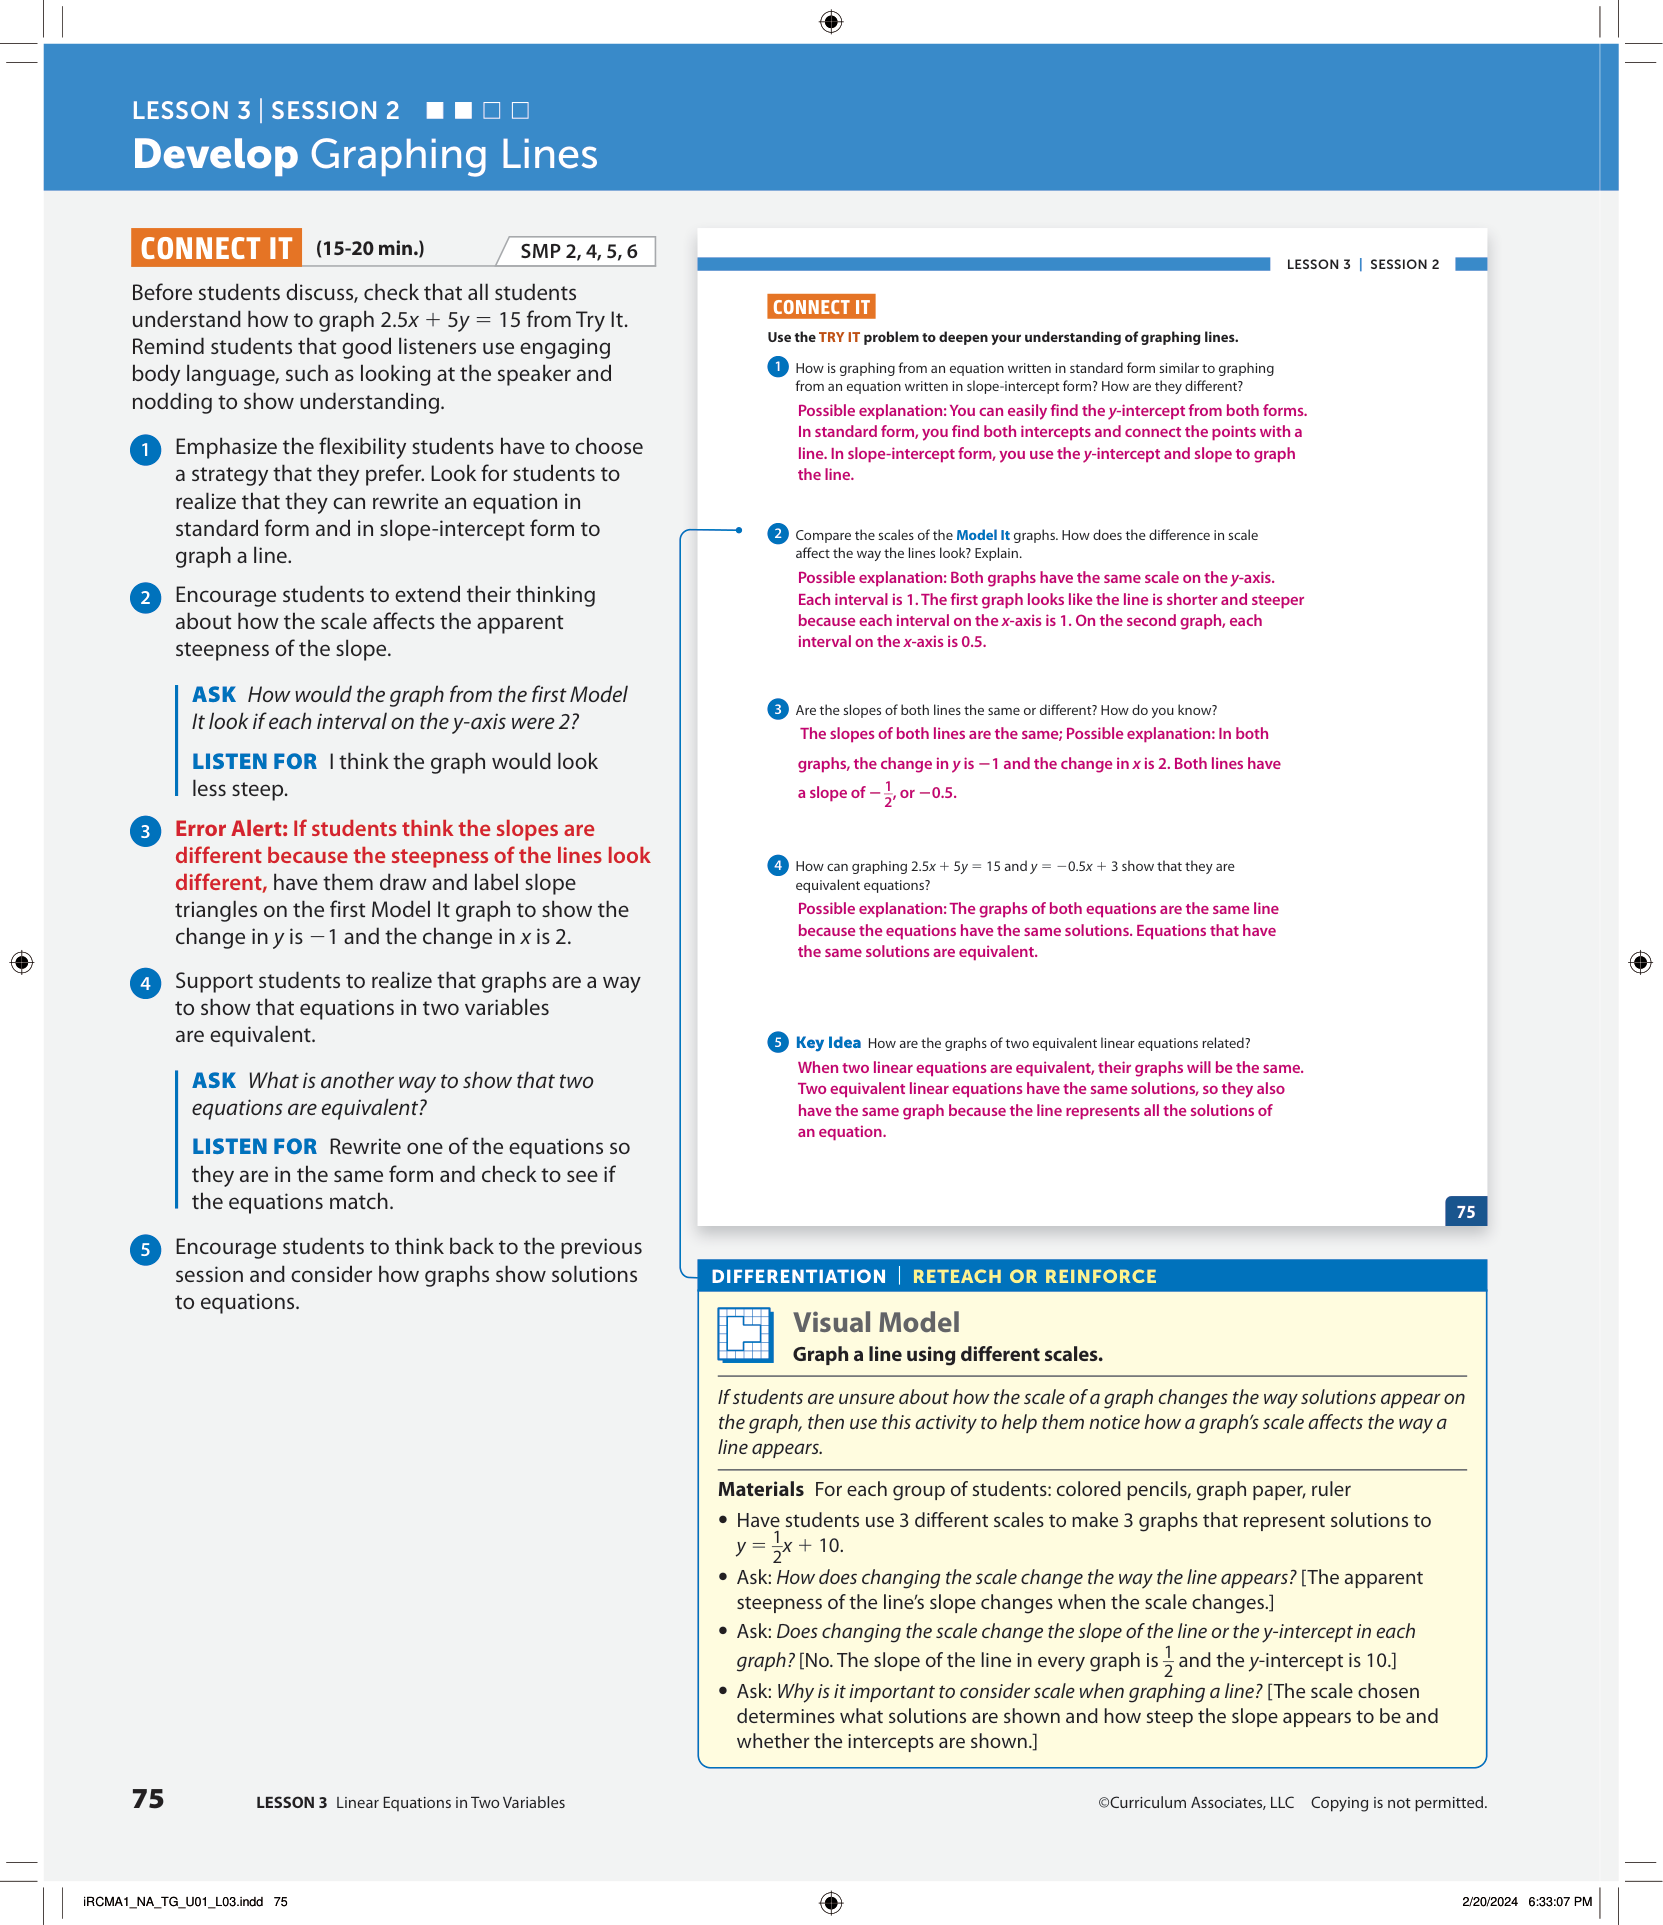 LESSON 3 | SESSION 2
Develop Graphing Lines
CONNECT IT (15-20 min.) SMP 2, 4, 5, 6
Before students discuss, check that all students
understand how to graph 2.5x + 5y = 15 from Try It.
Remind students that good listeners use engaging
body language, such as looking at the speaker and
nodding to show understanding.
1 Emphasize the flexibility students have to choose
a strategy that they prefer. Look for students to
realize that they can rewrite an equation in
standard form and in slope-intercept form to
graph a line.
2 Encourage students to extend their thinking
about how the scale affects the apparent
steepness of the slope.
ASK How would the graph from the first Model
It look if each interval on the y-axis were 2?
LISTEN FOR I think the graph would look
less steep.
3 Error Alert: If students think the slopes are
different because the steepness of the lines look
different, have them draw and label slope
triangles on the first Model It graph to show the
change in y is −1 and the change in x is 2.
4 Support students to realize that graphs are a way
to show that equations in two variables
are equivalent.
ASK What is another way to show that two
equations are equivalent?
LISTEN FOR Rewrite one of the equations so
they are in the same form and check to see if
the equations match.
5 Encourage students to think back to the previous
session and consider how graphs show solutions
to equations.
LESSON 3 | SESSION 2
CONNECT IT
Use the TRY IT problem to deepen your understanding of graphing lines.
1 How is graphing from an equation written in standard form similar to graphing
from an equation written in slope-intercept form? How are they different?
Possible explanation: You can easily find the y-intercept from both forms.
In standard form, you find both intercepts and connect the points with a
line. In slope-intercept form, you use the y-intercept and slope to graph
the line.
2 Compare the scales of the Model It graphs. How does the difference in scale
affect the way the lines look? Explain.
Possible explanation: Both graphs have the same scale on the y-axis.
Each interval is 1. The first graph looks like the line is shorter and steeper
because each interval on the x-axis is 1. On the second graph, each
interval on the x-axis is 0.5.
3 Are the slopes of both lines the same or different? How do you know?
The slopes of both lines are the same; Possible explanation: In both
graphs, the change in y is −1 and the change in x is 2. Both lines have
a slope of −1/2, or −0.5.
4 How can graphing 2.5x + 5y = 15 and y = −0.5x + 3 show that they are
equivalent equations?
Possible explanation: The graphs of both equations are the same line
because the equations have the same solutions. Equations that have
the same solutions are equivalent.
5 Key Idea How are the graphs of two equivalent linear equations related?
When two linear equations are equivalent, their graphs will be the same.
Two equivalent linear equations have the same solutions, so they also
have the same graph because the line represents all the solutions of
an equation.
75
DIFFERENTIATION | RETEACH OR REINFORCE
Visual Model
Graph a line using different scales.
If students are unsure about how the scale of a graph changes the way solutions appear on
the graph, then use this activity to help them notice how a graph's scale affects the way a
line appears.
Materials For each group of students: colored pencils, graph paper, ruler
• Have students use 3 different scales to make 3 graphs that represent solutions to
y = 1/2x + 10.
• Ask: How does changing the scale change the way the line appears? [The apparent
steepness of the line's slope changes when the scale changes.]
• Ask: Does changing the scale change the slope of the line or the y-intercept in each
graph? [No. The slope of the line in every graph is 1/2 and the y-intercept is 10.]
• Ask: Why is it important to consider scale when graphing a line? [The scale chosen
determines what solutions are shown and how steep the slope appears to be and
whether the intercepts are shown.]
75 LESSON 3 Linear Equations in Two Variables ©Curriculum Associates, LLC Copying is not permitted.
iRCMA1_NA_TG_U01_L03.indd 75 2/20/2024 6:33:07 PM